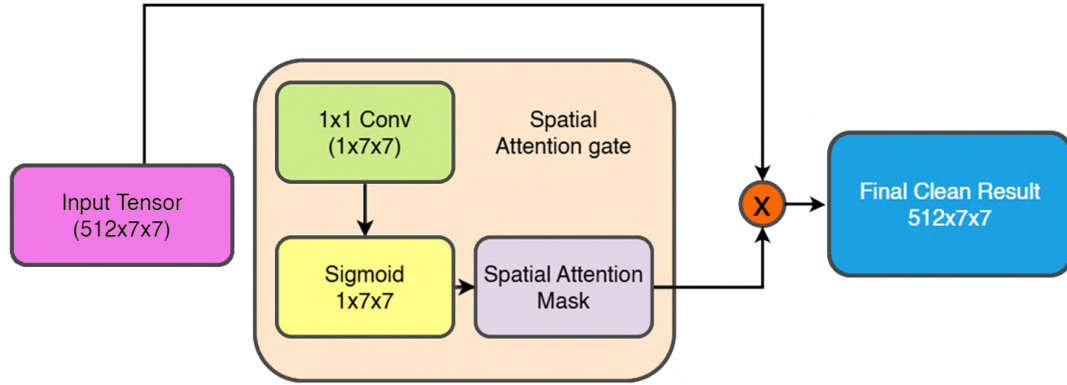 1x1 Conv
(1x7x7)
Spatial
Attention gate
Input Tensor
(512x7x7)
X
Final Clean Result
512x7x7
Sigmoid
1x7x7
Spatial Attention
Mask